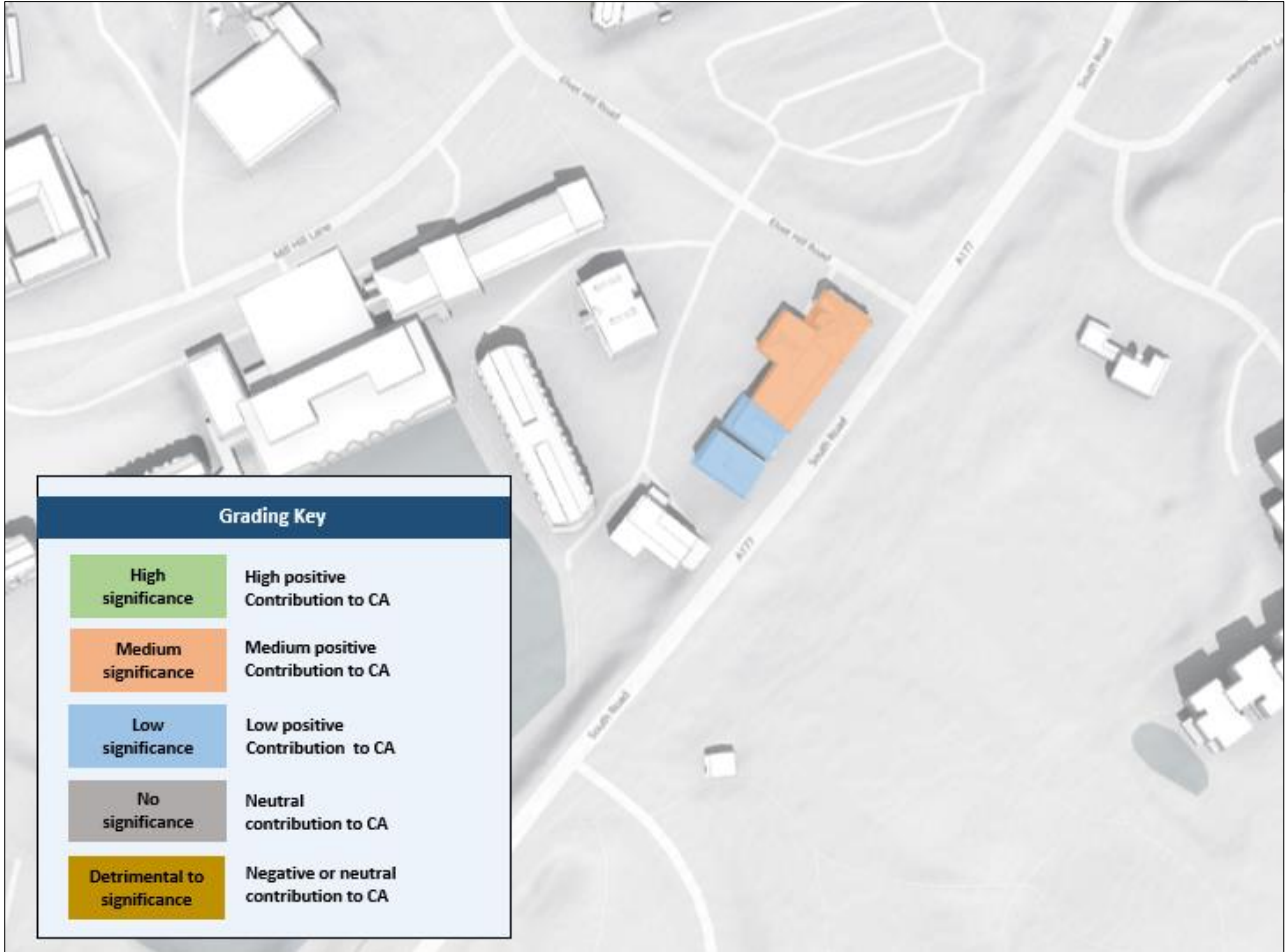 South Road
Hollingside La
Elvet Hill Road
A177
Elvet Hill Road
Mill Hill Lane
South Road
A177
South Road
Grading Key
High
significance
High positive
Contribution to CA
Medium
significance
Medium positive
Contribution to CA
Low
significance
Low positive
Contribution to CA
No
significance
Neutral
contribution to CA
Detrimental to
significance
Negative or neutral
contribution to CA